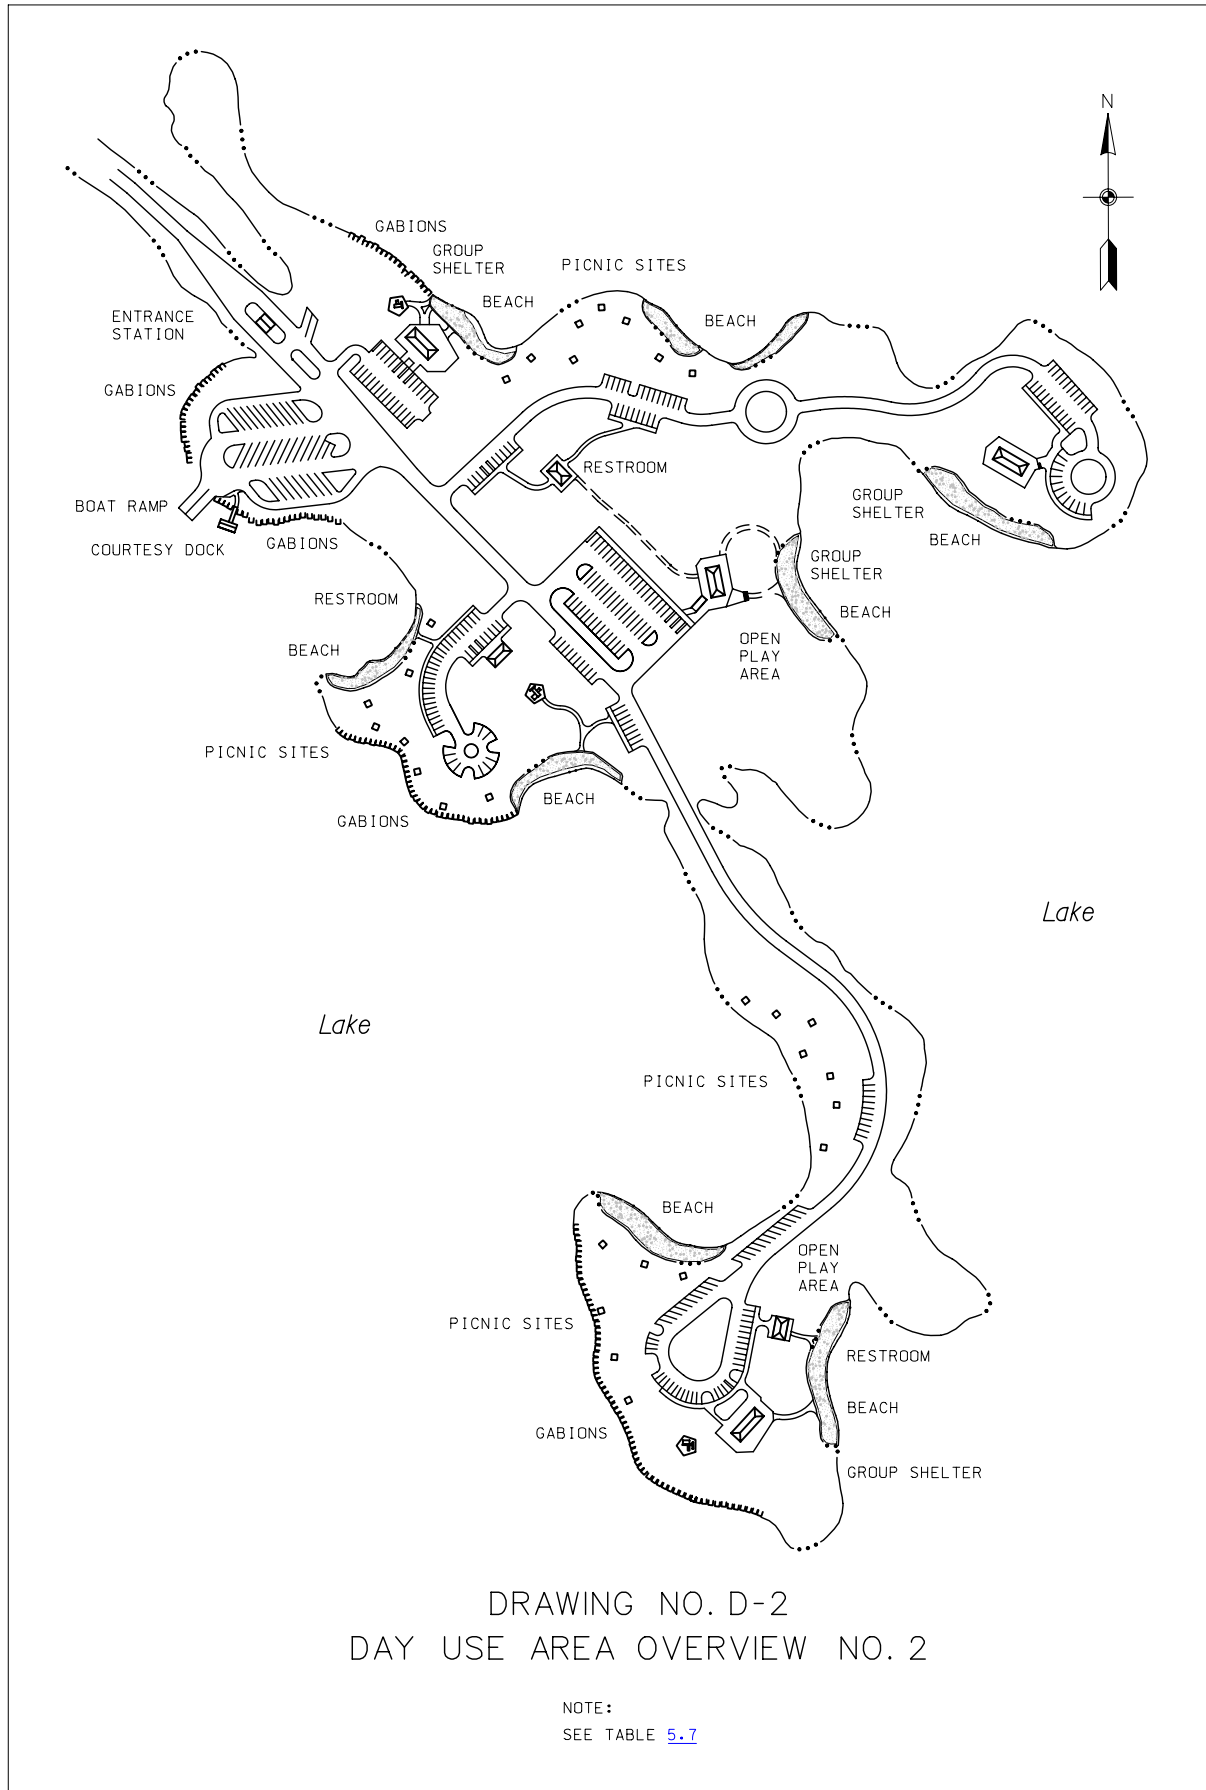 N
GABIONS
GROUP
SHELTER
PICNIC SITES
BEACH
BEACH
ENTRANCE
STATION
GABIONS
RESTROOM
BOAT RAMP
GROUP
SHELTER
COURTESY DOCK
GABIONS
BEACH
GROUP
SHELTER
RESTROOM
BEACH
BEACH
OPEN
PLAY
AREA
PICNIC SITES
BEACH
GABIONS
Lake
Lake
PICNIC SITES
BEACH
OPEN
PLAY
AREA
PICNIC SITES
RESTROOM
BEACH
GABIONS
GROUP SHELTER
DRAWING NO. D-2
DAY USE AREA OVERVIEW NO. 2
NOTE:
SEE TABLE 5.7